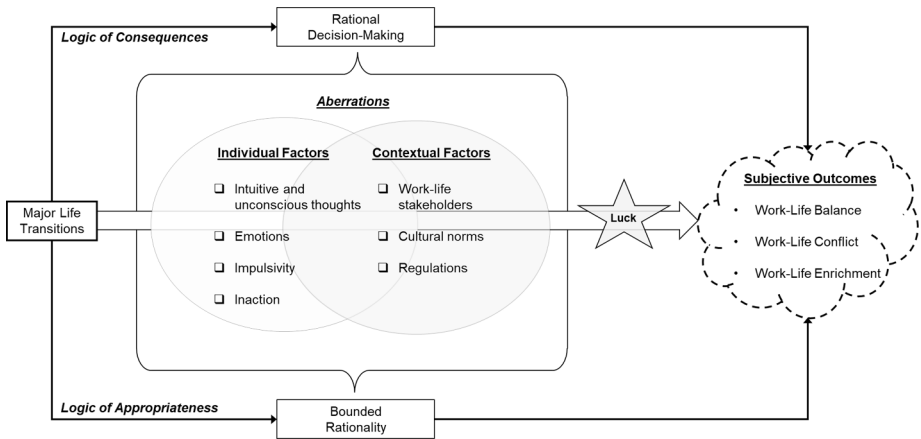 Rational
Decision-Making
Logic of Consequences
Aberrations
Individual Factors
❑ Intuitive and
unconscious thoughts
❑ Emotions
❑ Impulsivity
❑ Inaction
Contextual Factors
❑ Work-life
stakeholders
❑ Cultural norms
❑ Regulations
Major Life
Transitions
Luck
Subjective Outcomes
• Work-Life Balance
• Work-Life Conflict
• Work-Life Enrichment
Logic of Appropriateness
Bounded
Rationality